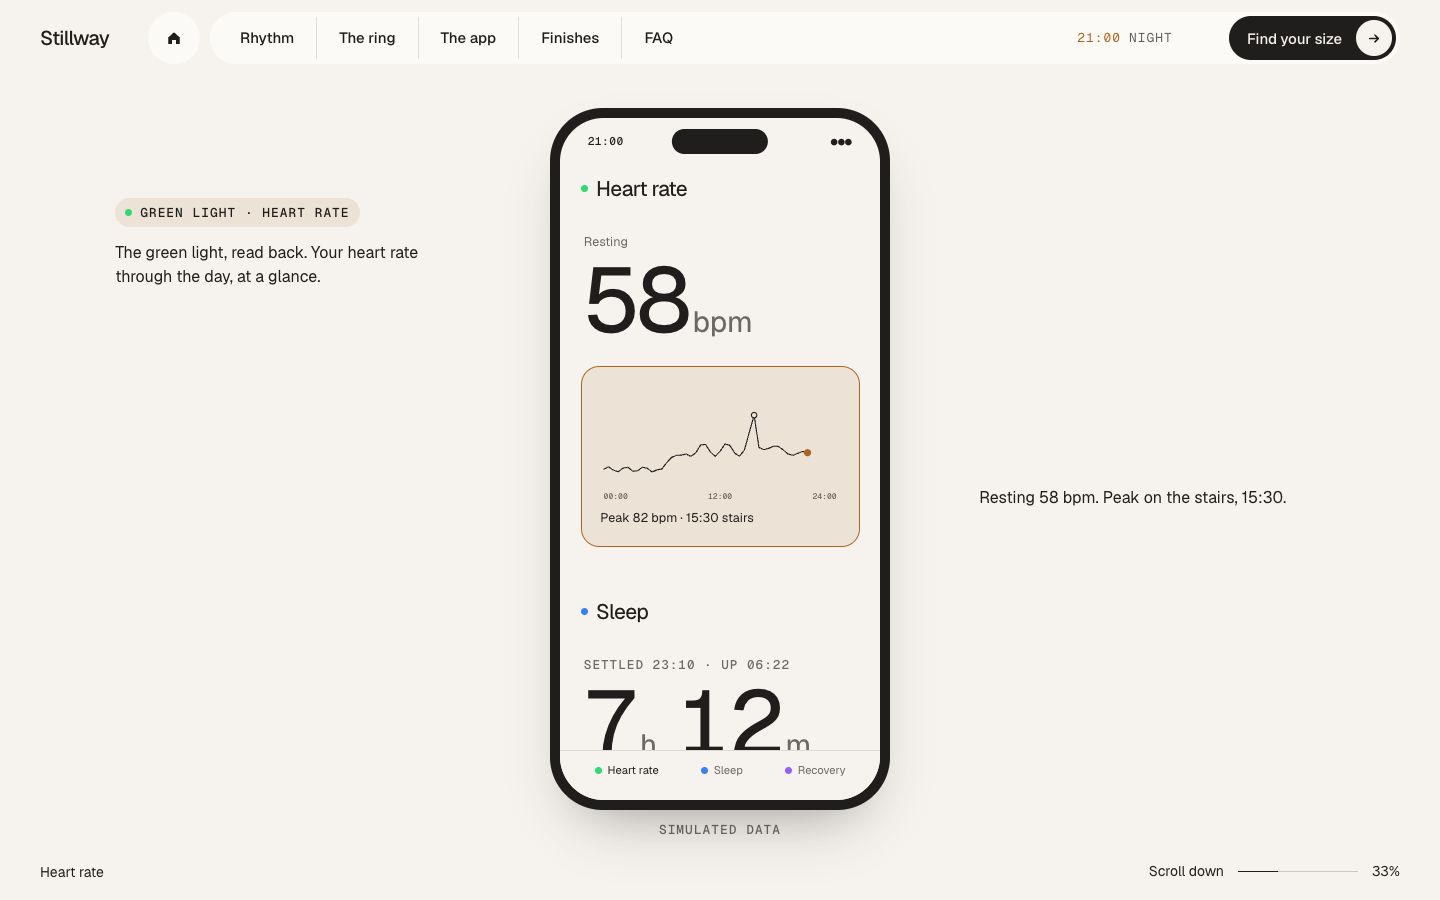 Stillway
Rhythm
The ring
The app
Finishes
FAQ
21:00 NIGHT
Find your size
21:00
Heart rate
GREEN LIGHT · HEART RATE
The green light, read back. Your heart rate
through the day, at a glance.
Resting
58 bpm
00:00 12:00 24:00
Peak 82 bpm · 15:30 stairs
Resting 58 bpm. Peak on the stairs, 15:30.
Sleep
SETTLED 23:10 · UP 06:22
7h 12m
Heart rate
Sleep
Recovery
SIMULATED DATA
Heart rate
Scroll down
33%